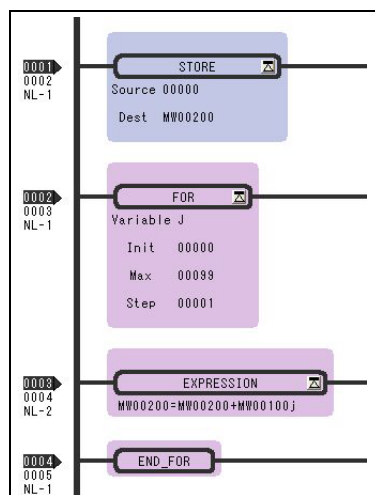 0001
0002
NL-1
STORE
Source 00000
Dest MW00200
0002
0003
NL-1
FOR
Variable J
Init 00000
Max 00099
Step 00001
0003
0004
NL-2
EXPRESSION
MW00200=MW00200+MW00100j
0004
0005
NL-1
END_FOR